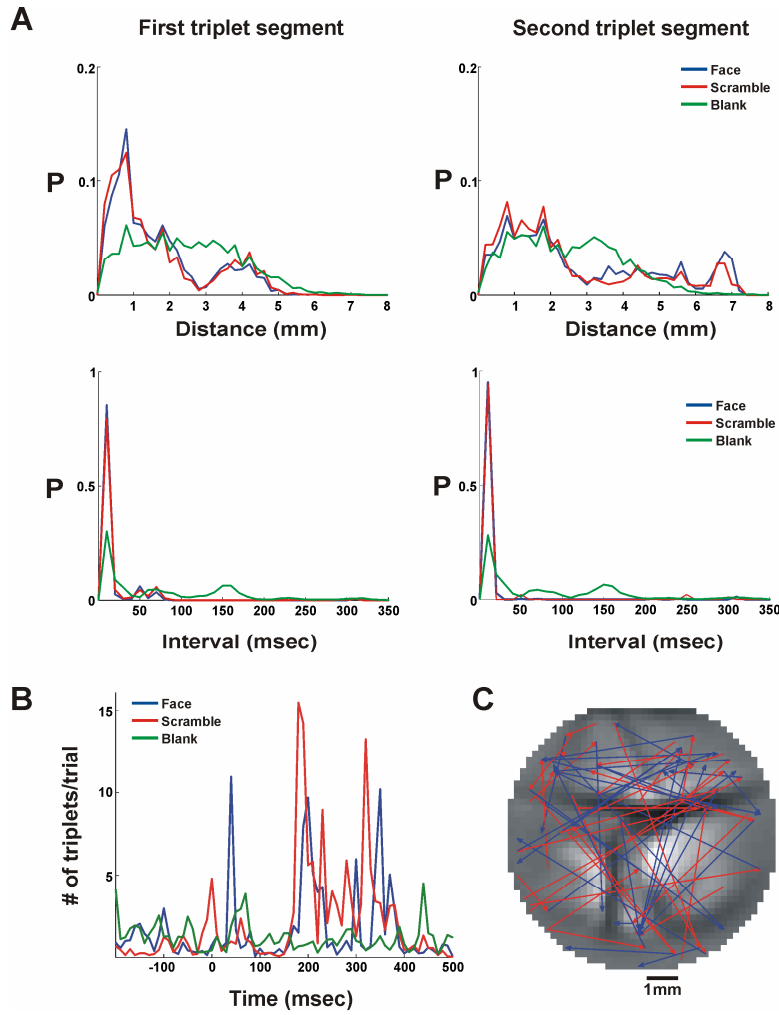 A
First triplet segment
Second triplet segment
0.2
0.1
0
P
1 2 3 4 5 6 7 8
Distance (mm)
0.2
0.1
0
P
Face
Scramble
Blank
1 2 3 4 5 6 7 8
Distance (mm)
1
0.5
0
P
50 100 150 200 250 300 350
Interval (msec)
1
0.5
0
P
Face
Scramble
Blank
50 100 150 200 250 300 350
Interval (msec)
B
Face
Scramble
Blank
15
10
5
# of triplets/trial
-100 0 100 200 300 400 500
Time (msec)
C
1mm